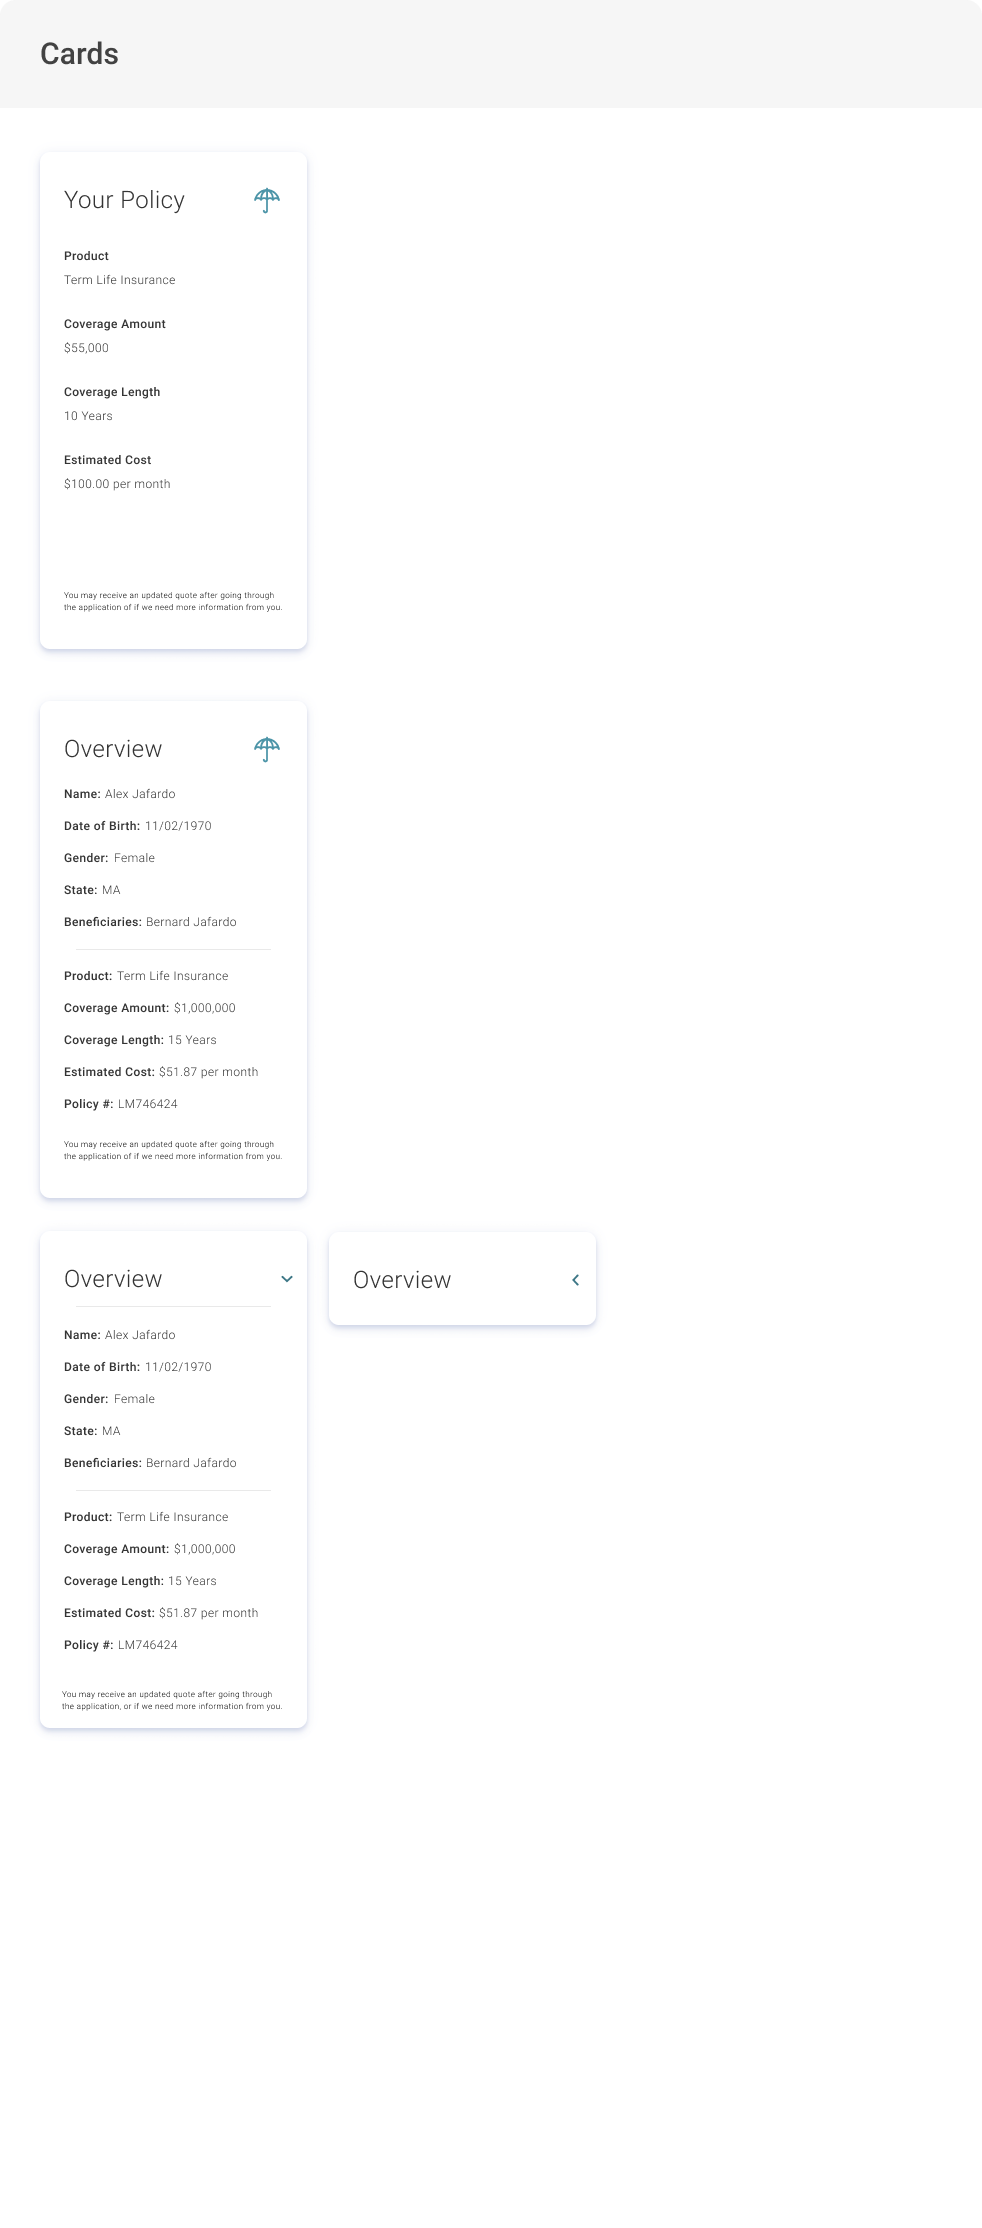 Cards
Your Policy
Product
Term Life Insurance
Coverage Amount
$55,000
Coverage Length
10 Years
Estimated Cost
$100.00 per month
You may receive an updated quote after going through
the application of if we need more information from you.
Overview
Name: Alex Jafardo
Date of Birth: 11/02/1970
Gender: Female
State: MA
Beneficiaries: Bernard Jafardo
Product: Term Life Insurance
Coverage Amount: $1,000,000
Coverage Length: 15 Years
Estimated Cost: $51.87 per month
Policy #: LM746424
You may receive an updated quote after going through
the application of if we need more information from you.
Overview
Name: Alex Jafardo
Date of Birth: 11/02/1970
Gender: Female
State: MA
Beneficiaries: Bernard Jafardo
Product: Term Life Insurance
Coverage Amount: $1,000,000
Coverage Length: 15 Years
Estimated Cost: $51.87 per month
Policy #: LM746424
You may receive an updated quote after going through
the application, or if we need more information from you.
Overview